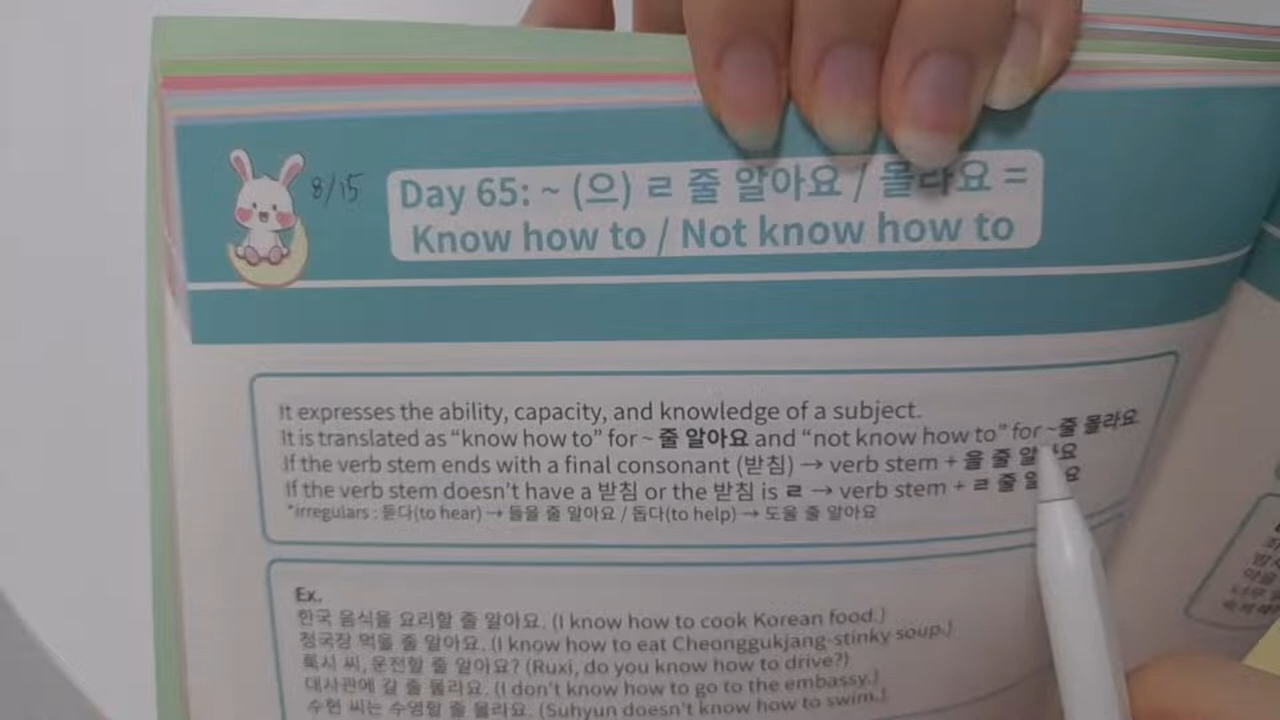 8/15
Day 65: ~ (으) ㄹ 줄 알아요 / 몰라요 =
Know how to / Not know how to
It expresses the ability, capacity, and knowledge of a subject.
It is translated as “know how to” for ~ 줄 알아요 and “not know how to” for ~줄 몰라요
If the verb stem ends with a final consonant (받침) → verb stem + 을 줄 요
If the verb stem doesn't have a 받침 or the 받침 is ㄹ → verb stem + ㄹ 줄 요
*irregulars : 듣다(to hear) → 들을 줄 알아요 / 돕다(to help) → 도울 줄 알아요
Ex.
한국 음식을 요리할 줄 알아요. (I know how to cook Korean food.)
청국장 먹을 줄 알아요. (I know how to eat Cheonggukjang-stinky soup.)
룩시 씨, 운전할 줄 알아요? (Ruxi, do you know how to drive?)
대사관에 갈 줄 몰라요. (I don't know how to go to the embassy.)
수현 씨는 수영할 줄 몰라요. (Suhyun doesn't know how to swim.)